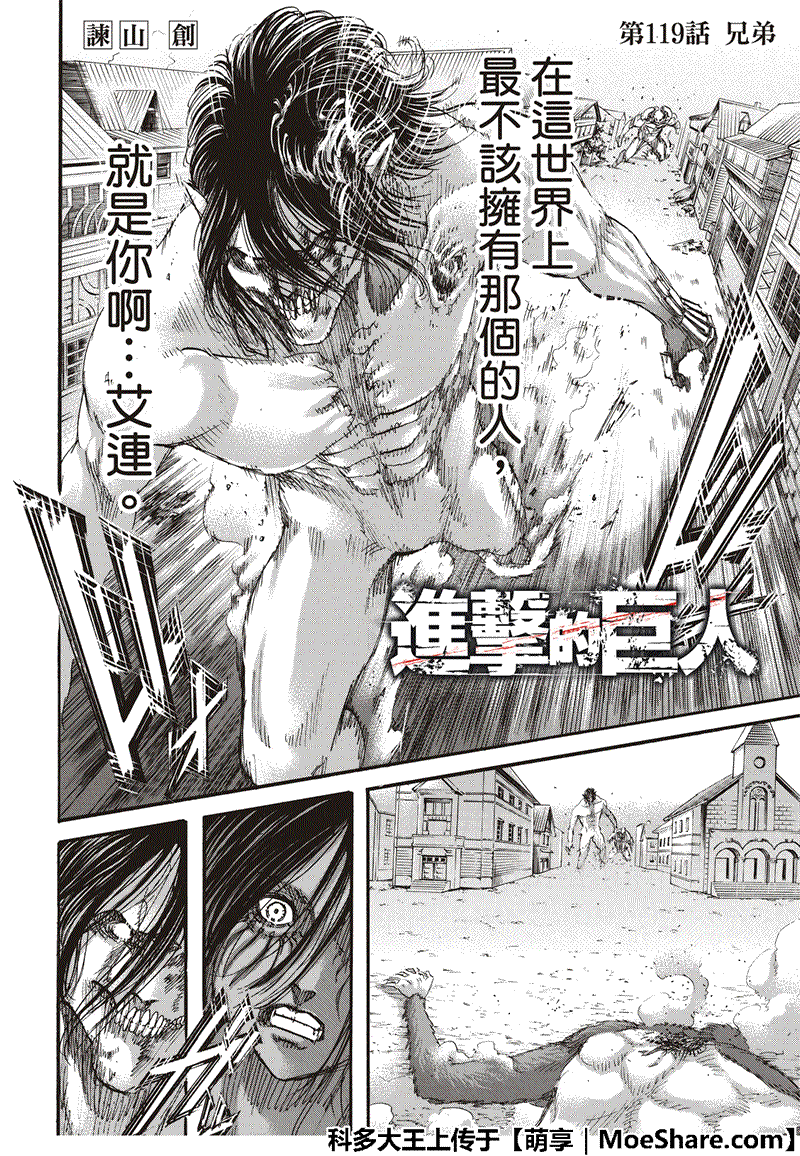 第119話 兄弟
諫山創
在這世界上
最不該擁有那個的人，
就是你啊…艾連。
進撃的巨人
科多大王上传于【萌享｜MoeShare.com】